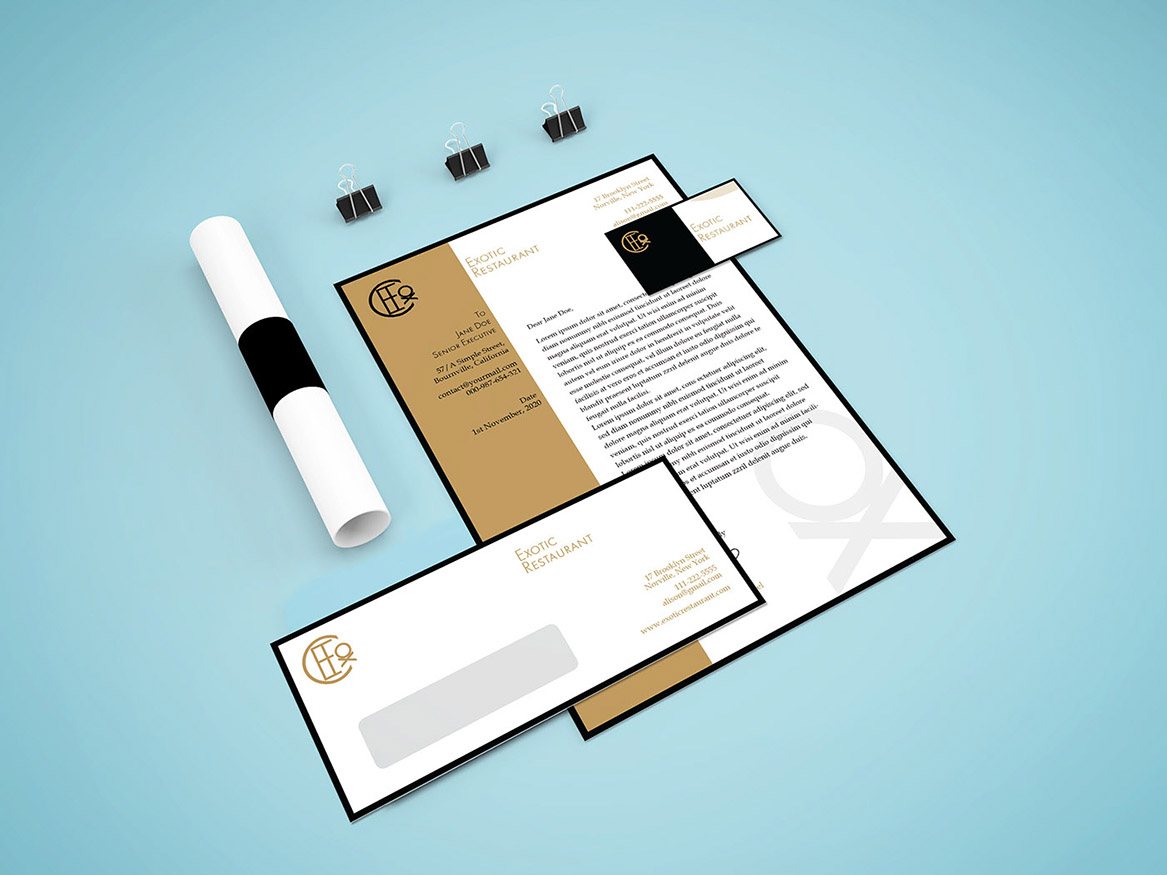 Exotic
Restaurant
17 Brooklyn Street
Norville, New York
111-222-5555
alison@gmail.com
Exotic
Restaurant
To
Jane Doe
Senior Executive
57/A Simple Street,
Bournville, California
contact@yourmail.com
000-987-654-321
Date
1st November, 2020
Dear Jane Doe,
Lorem ipsum dolor sit amet, consect
diam nonummy nibh euismod tincidunt ut laoreet dolore
magna aliquam erat volutpat. Ut wisi enim ad minim
veniam, quis nostrud exerci tation ullamcorper suscipit
lobortis nisl ut aliquip ex ea commodo consequat. Duis
autem vel eum iriure dolor in hendrerit in vulputate velit
esse molestie consequat, vel illum dolore eu feugiat nulla
facilisis at vero eros et accumsan et iusto odio dignissim qui
blandit praesent luptatum zzril delenit augue duis dolore te
feugait nulla facilisi.
Lorem ipsum dolor sit amet, cons ectetuer adipiscing elit,
sed diam nonummy nibh euismod tincidunt ut laoreet
dolore magna aliquam erat volutpat. Ut wisi enim ad minim
veniam, quis nostrud exerci tation ullamcorper suscipit
lobortis nisl ut aliquip ex ea commodo consequat.
Lorem ipsum dolor sit amet, consectetuer adipiscing elit, sed
nibh euismod tincidunt ut laoreet dolore
erat volutpat. Ut wisi enim ad minim facili-
et accumsan et iusto odio dignissim qui
luptatum zzril delenit augue duis.
Exotic
Restaurant
17 Brooklyn Street
Norville, New York
111-222-5555
alison@gmail.com
www.exoticrestaurant.com